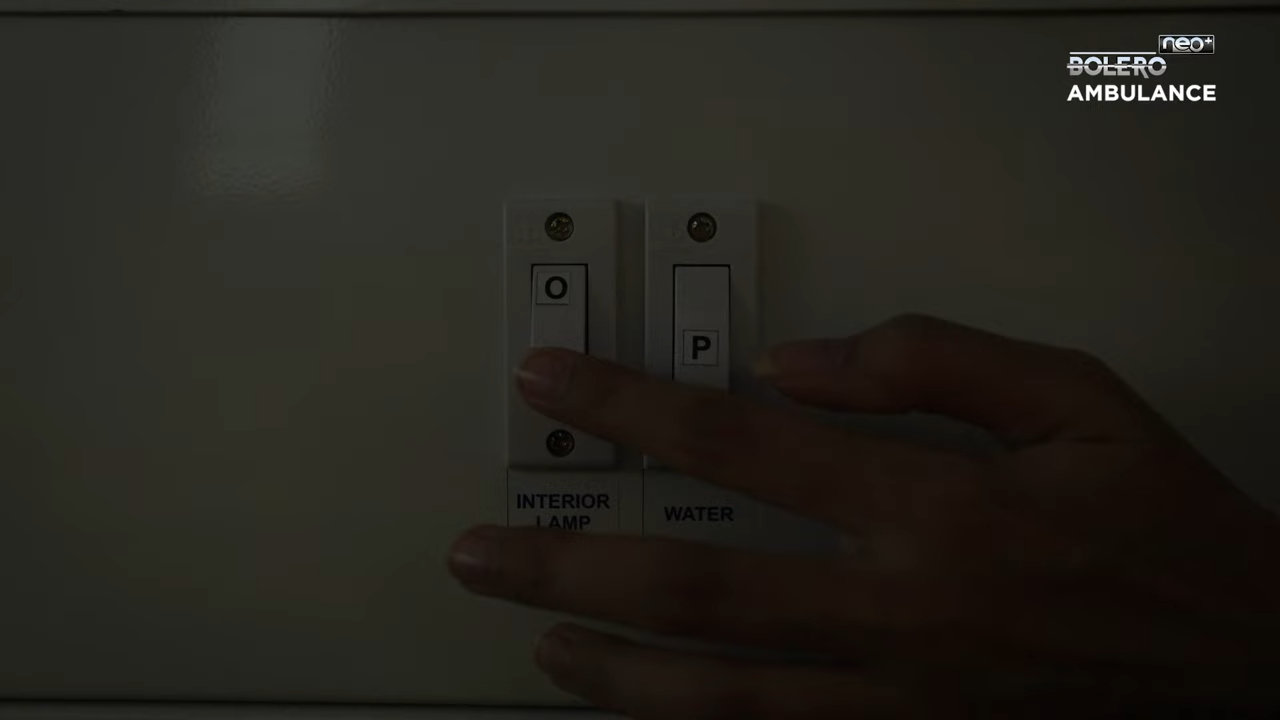 neo+
BOLERO
AMBULANCE
O
P
INTERIOR
LAMP
WATER